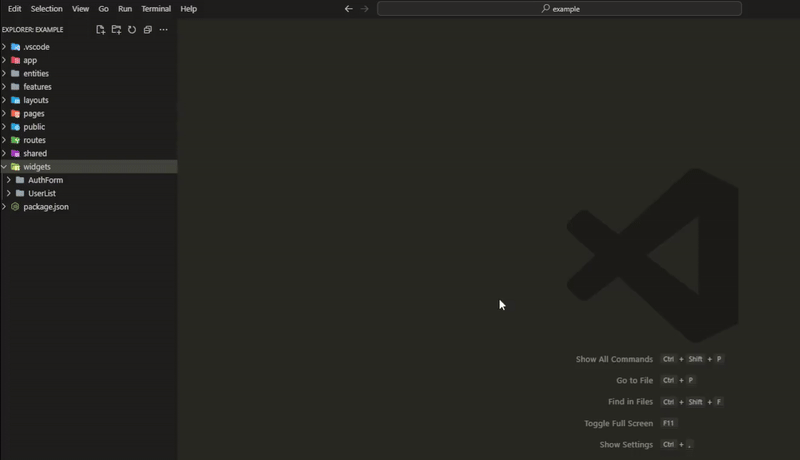 Edit Selection View Go Run Terminal Help
example
EXPLORER: EXAMPLE
.vscode
app
entities
features
layouts
pages
public
routes
shared
widgets
AuthForm
UserList
package.json
Show All Commands Ctrl + Shift + P
Go to File Ctrl + P
Find in Files Ctrl + Shift + F
Toggle Full Screen F11
Show Settings Ctrl + ,